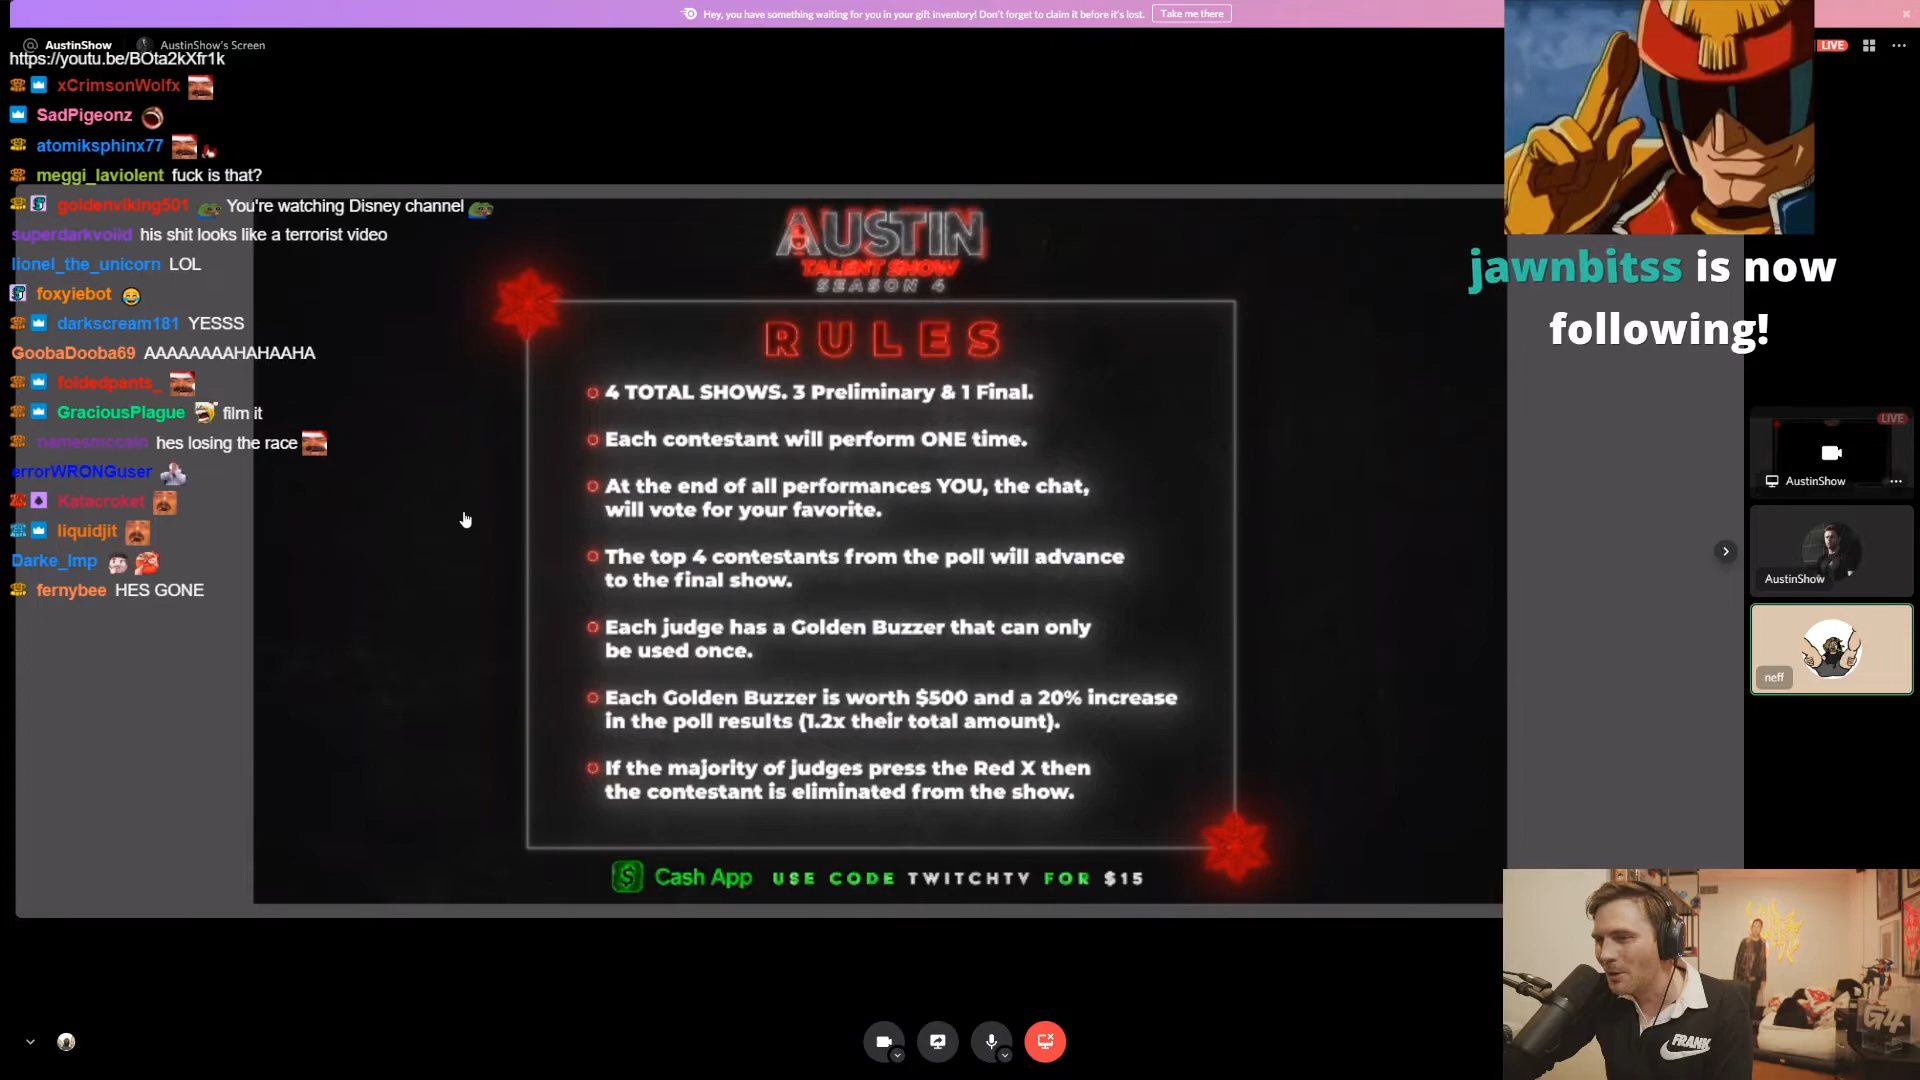 Hey, you have something waiting for you in your gift inventory! Don't forget to claim it before it's lost. Take me there
AustinShow AustinShow's Screen
LIVE
https://youtu.be/BOta2kXfr1k
xCrimsonWolfx
SadPigeonz
atomiksphinx77
meggi_laviolent fuck is that?
goldenviking501 You're watching Disney channel
superdarkvoiid his shit looks like a terrorist video
lionel_the_unicorn LOL
foxyiebot
darkscream181 YESSS
GoobaDooba69 AAAAAAAAHAHAAHA
foldedpants_
GraciousPlague film it
namesmccain hes losing the race
errorWRONGuser
Katacroket
liquidjit
Darke_Imp
fernybee HES GONE
AUSTIN
TALENT SHOW
SEASON 4
RULES
4 TOTAL SHOWS. 3 Preliminary & 1 Final.
Each contestant will perform ONE time.
At the end of all performances YOU, the chat,
will vote for your favorite.
The top 4 contestants from the poll will advance
to the final show.
Each judge has a Golden Buzzer that can only
be used once.
Each Golden Buzzer is worth $500 and a 20% increase
in the poll results (1.2x their total amount).
If the majority of judges press the Red X then
the contestant is eliminated from the show.
Cash App USE CODE TWITCHTV FOR $15
jawnbitss is now
following!
LIVE
AustinShow
AustinShow
neff
FRANK
G4